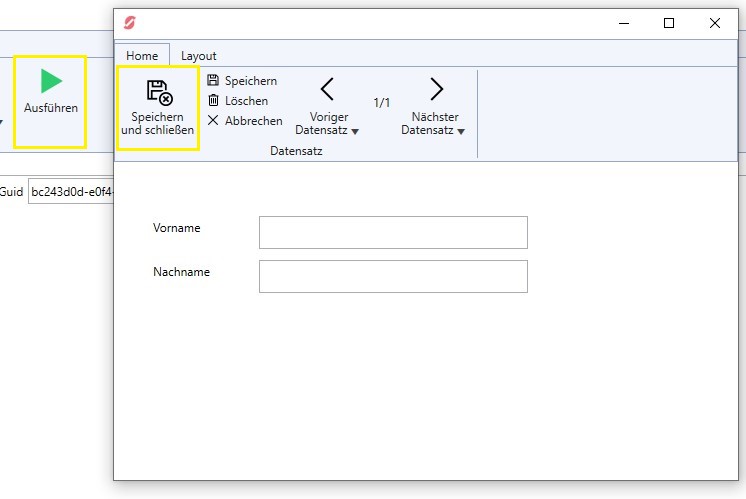 Home Layout
Ausführen
Speichern
und schließen
Speichern
Löschen
Abbrechen
Voriger
Datensatz
1/1
Nächster
Datensatz
Datensatz
Guid bc243d0d-e0f4-
Vorname
Nachname